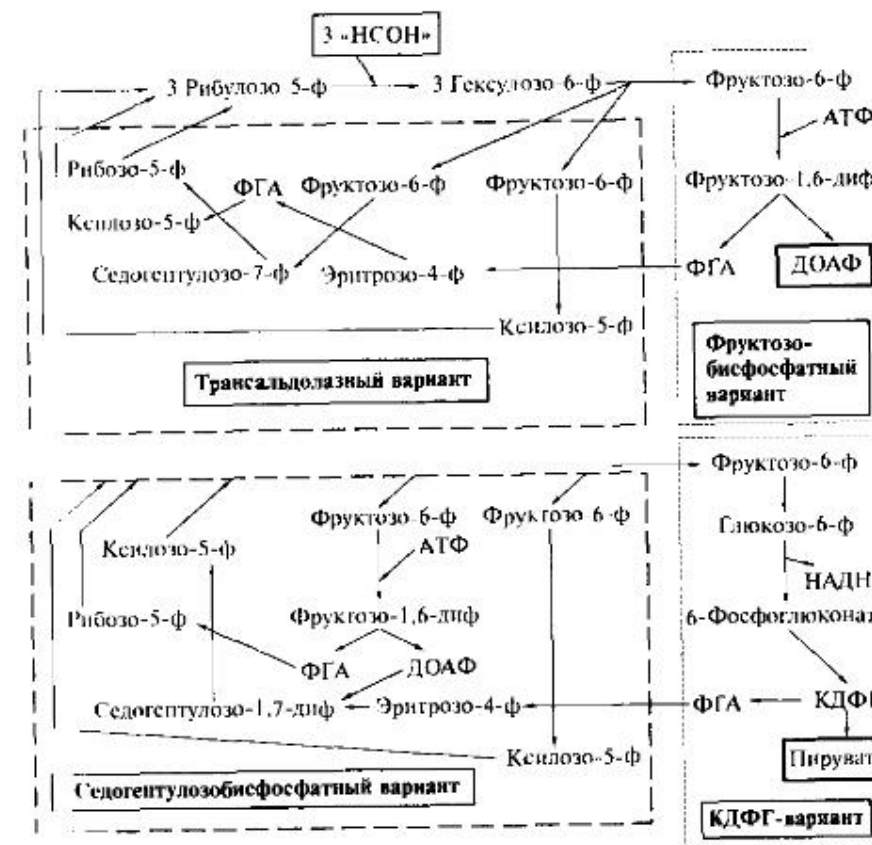 3 «НСОН»
3 Рибулозо 5-ф
3 Гексулозо-6-ф
Фруктозо-6-ф
АТФ
Рибозо-5-ф
ФГА
Фруктозо-6-ф
Фруктозо-6-ф
Фруктозо-1,6-диф
Ксилозо-5-ф
Седогептулозо-7-ф
Эритрозо-4-ф
ФГА
ДОАФ
Ксилозо-5-ф
Трансальдолазный вариант
Фруктозо-
бисфосфатный
вариант
Фруктозо-6-ф
Фруктозо-6-ф
Фруктозо 6-ф
Глюкозо-6-ф
Ксилозо-5-ф
АТФ
НАДН
Рибозо-5-ф
Фруктозо-1,6-диф
6-Фосфоглюконат
ФГА
ДОАФ
Седогептулозо-1,7-диф
Эритрозо-4-ф
ФГА
КДФГ
Ксилозо-5-ф
Пируват
Седогептулозобисфосфатный вариант
КДФГ-вариант